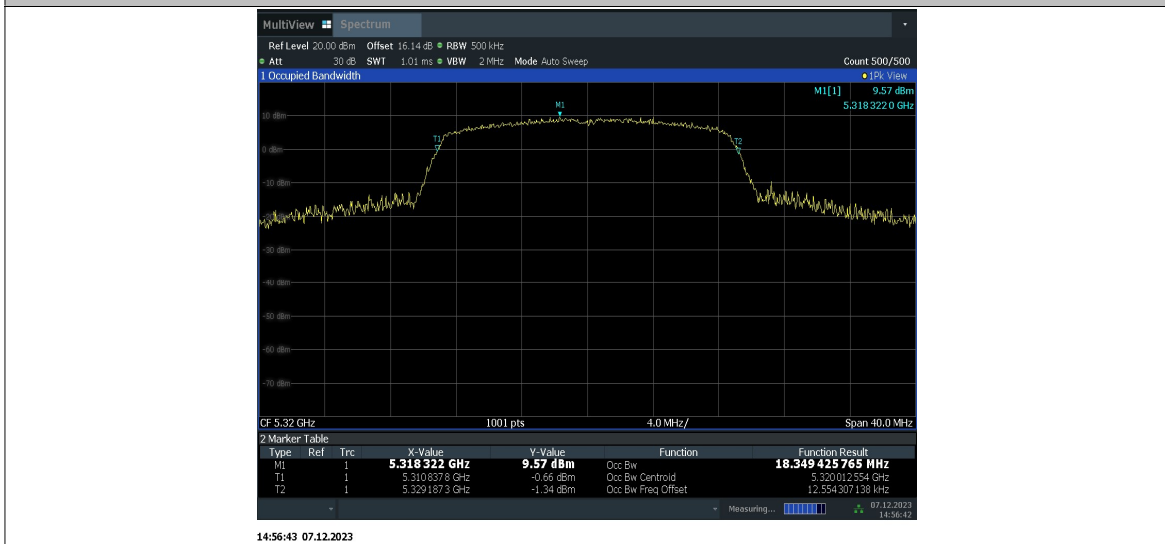 MultiView Spectrum
Ref Level 20.00 dBm Offset 16.14 dB RBW 500 kHz
Att 30 dB SWT 1.01 ms VBW 2 MHz Mode Auto Sweep Count 500/500
1 Occupied Bandwidth 1Pk View
M1[1] 9.57 dBm
5.318 322 0 GHz
M1
10 dBm
T1
T2
0 dBm
-10 dBm
-30 dBm
-40 dBm
-50 dBm
-60 dBm
-70 dBm
CF 5.32 GHz 1001 pts 4.0 MHz/ Span 40.0 MHz
2 Marker Table
Type Ref Trc X-Value Y-Value Function Function Result
M1 1 5.318 322 GHz 9.57 dBm Occ Bw 18.349 425 765 MHz
T1 1 5.310 837 8 GHz -0.66 dBm Occ Bw Centroid 5.320 012 554 GHz
T2 1 5.329 187 3 GHz -1.34 dBm Occ Bw Freq Offset 12.554 307 138 kHz
Measuring... 07.12.2023
14:56:42
14:56:43 07.12.2023